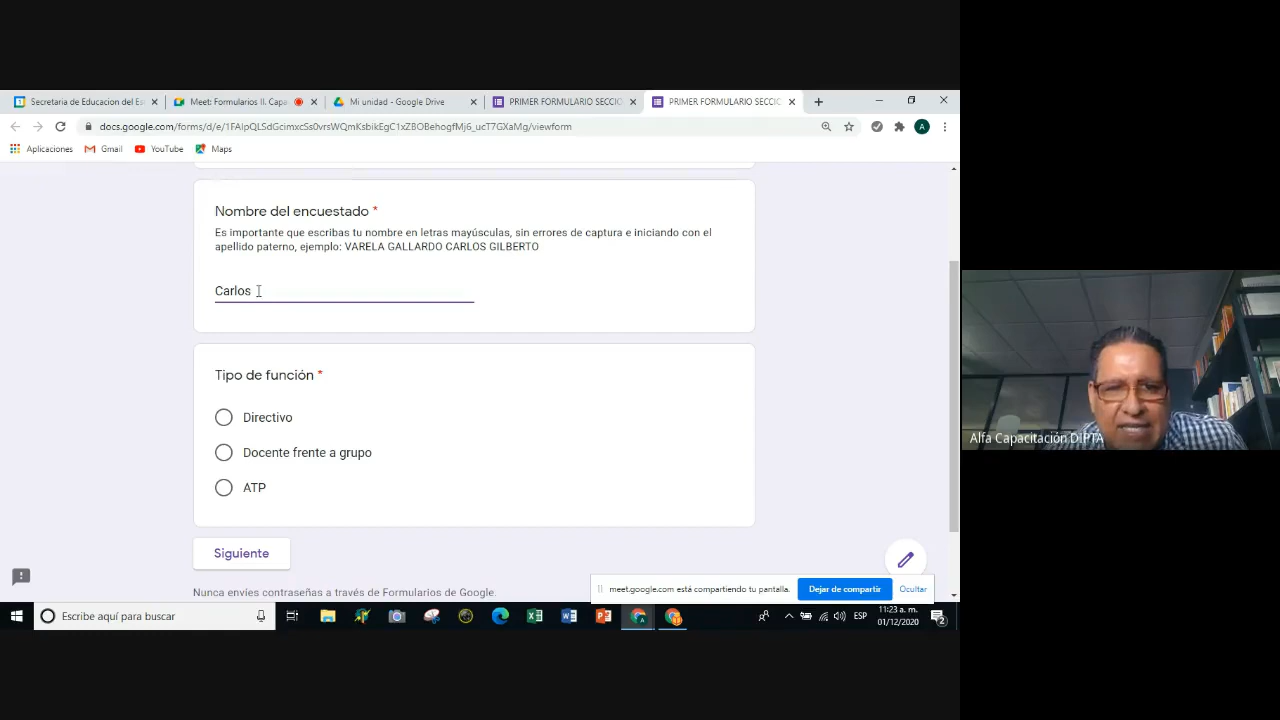 Secretaria de Educacion del Es
Meet: Formularios II. Capa
Mi unidad - Google Drive
PRIMER FORMULARIO SECCIO
PRIMER FORMULARIO SECCIO
docs.google.com/forms/d/e/1FAIpQLSdGcimxcSs0vrsWQmKsbikEgC1xZBOBehogfMj6_ucT7GXaMg/viewform
A
Aplicaciones
Gmail
YouTube
Maps
Nombre del encuestado *
Es importante que escribas tu nombre en letras mayúsculas, sin errores de captura e iniciando con el
apellido paterno, ejemplo: VARELA GALLARDO CARLOS GILBERTO
Carlos
Tipo de función *
Directivo
Docente frente a grupo
ATP
Siguiente
Nunca envíes contraseñas a través de Formularios de Google.
meet.google.com está compartiendo tu pantalla.
Dejar de compartir
Ocultar
Alfa Capacitación DIPTA
Escribe aquí para buscar
ESP
11:23 a. m.
01/12/2020
2